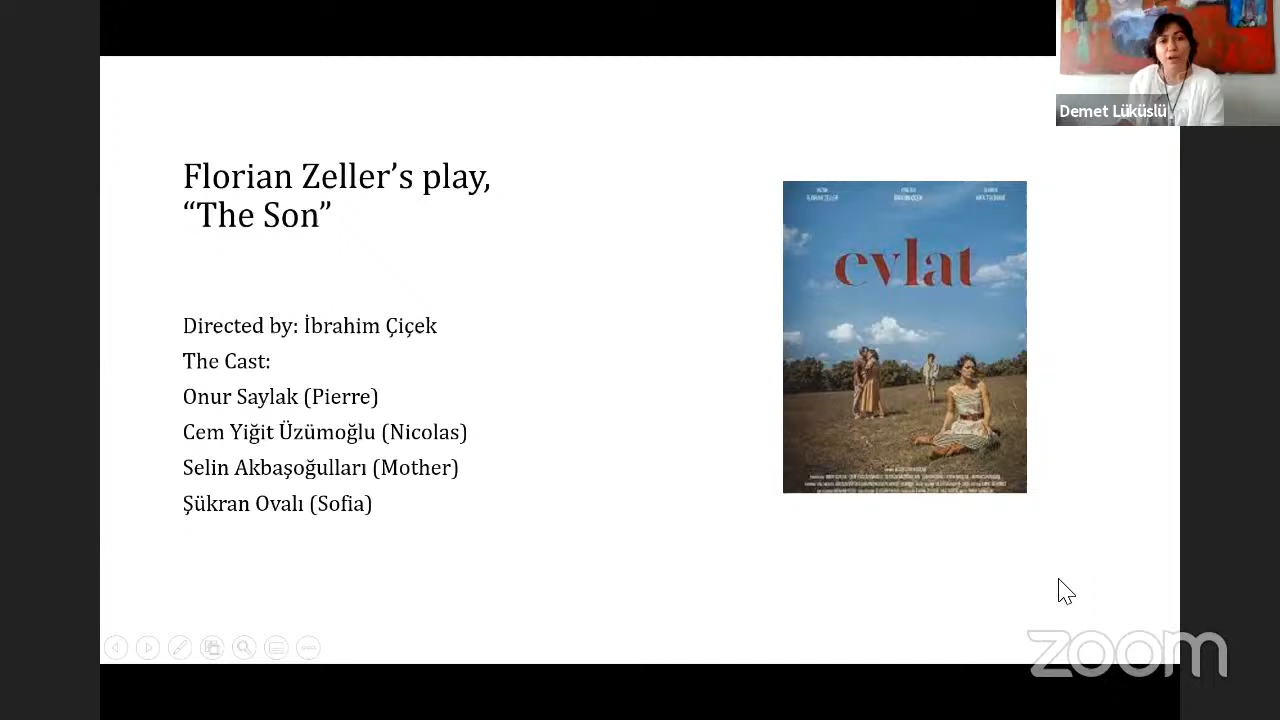 Demet Lüküslü
Florian Zeller’s play,
“The Son”
Directed by: İbrahim Çiçek
The Cast:
Onur Saylak (Pierre)
Cem Yiğit Üzümoğlu (Nicolas)
Selin Akbaşoğulları (Mother)
Şükran Ovalı (Sofia)
evlat
zoom